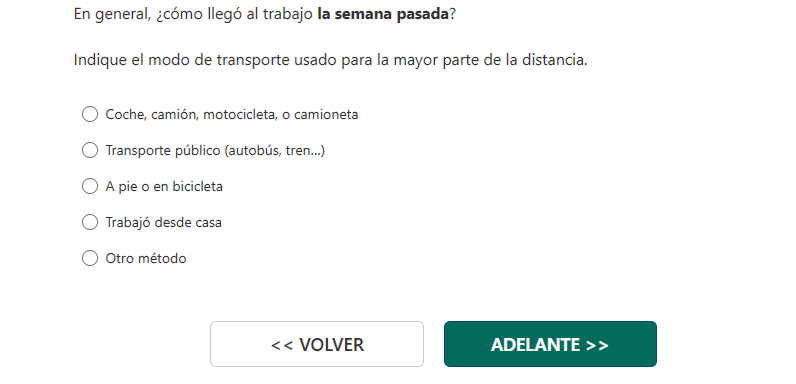 En general, ¿cómo llegó al trabajo la semana pasada?
Indique el modo de transporte usado para la mayor parte de la distancia.
Coche, camión, motocicleta, o camioneta
Transporte público (autobús, tren...)
A pie o en bicicleta
Trabajó desde casa
Otro método
<< VOLVER
ADELANTE >>